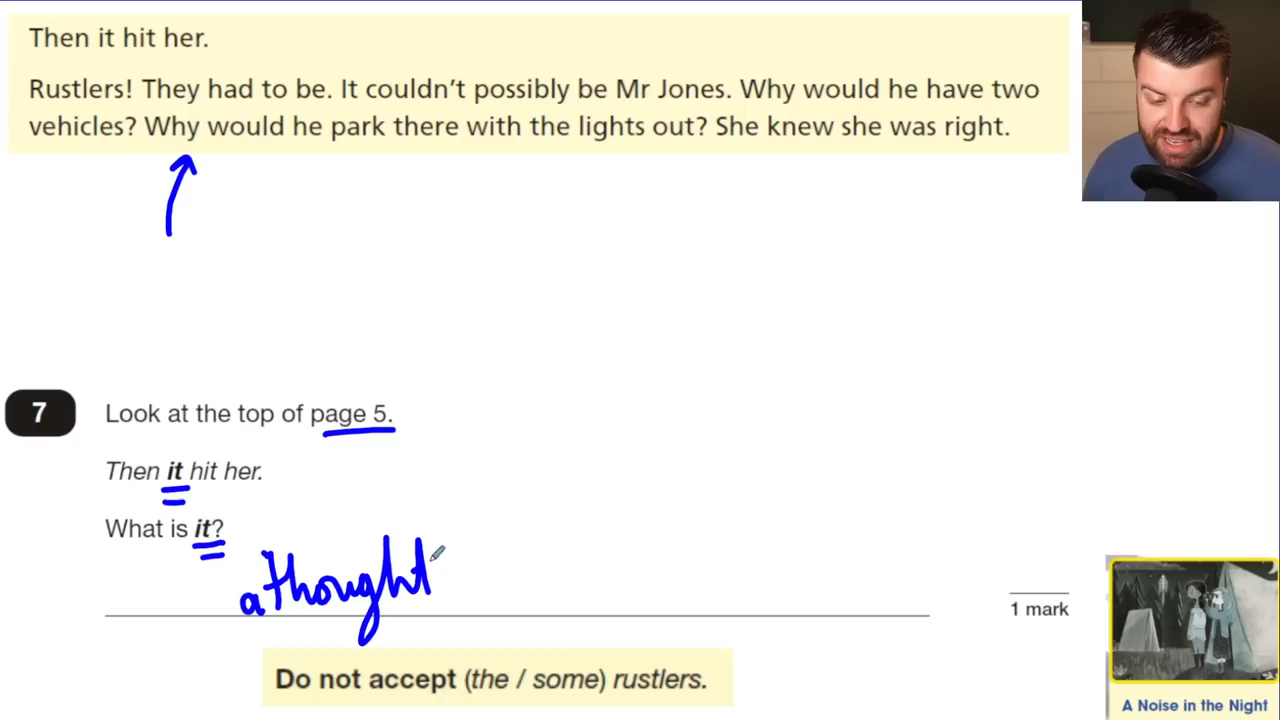 Then it hit her.
Rustlers! They had to be. It couldn't possibly be Mr Jones. Why would he have two
vehicles? Why would he park there with the lights out? She knew she was right.
7
Look at the top of page 5.
Then it hit her.
What is it?
a thought
1 mark
Do not accept (the / some) rustlers.
A Noise in the Night